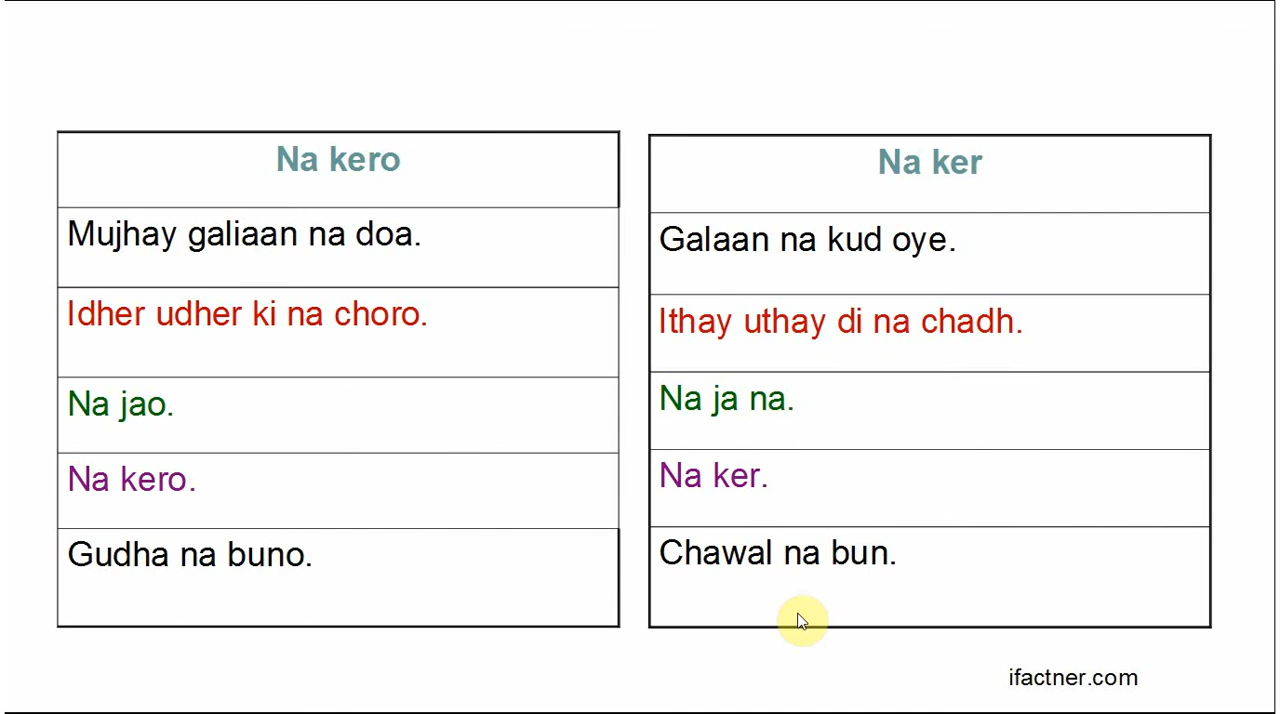 Na kero
Mujhay galiaan na doa.
Idher udher ki na choro.
Na jao.
Na kero.
Gudha na buno.
Na ker
Galaan na kud oye.
Ithay uthay di na chadh.
Na ja na.
Na ker.
Chawal na bun.
ifactner.com